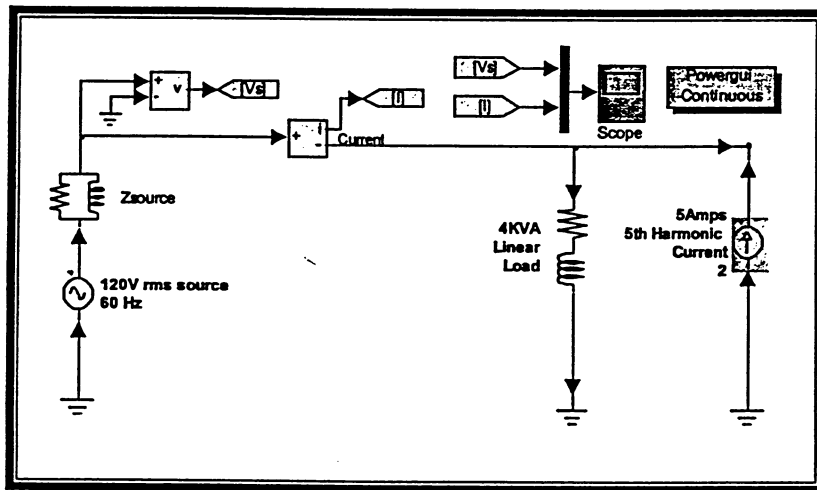 +
-
v
[Vs]
[I]
[Vs]
[I]
Scope
Powergui
Continuous
+
-
i
Current
Zsource
120V rms source
60 Hz
4KVA
Linear
Load
5Amps
5th Harmonic
Current
2